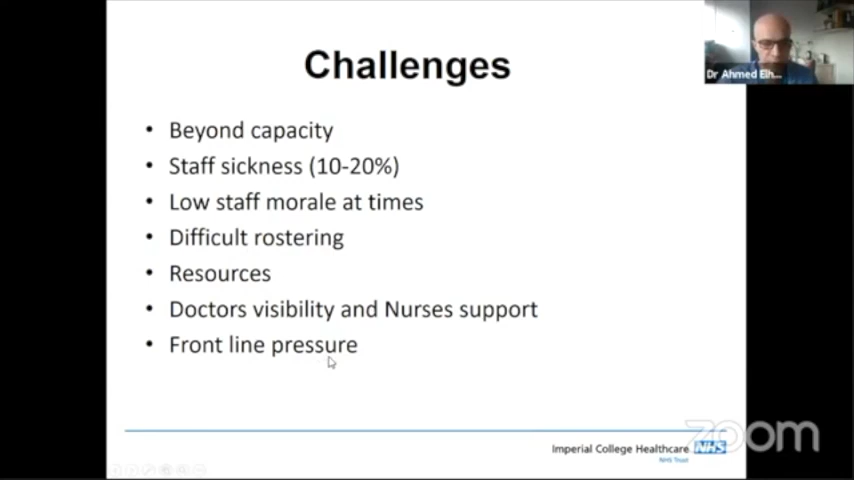 Challenges
Dr Ahmed Elh...
• Beyond capacity
• Staff sickness (10-20%)
• Low staff morale at times
• Difficult rostering
• Resources
• Doctors visibility and Nurses support
• Front line pressure
Imperial College Healthcare NHS
NHS Trust
zoom